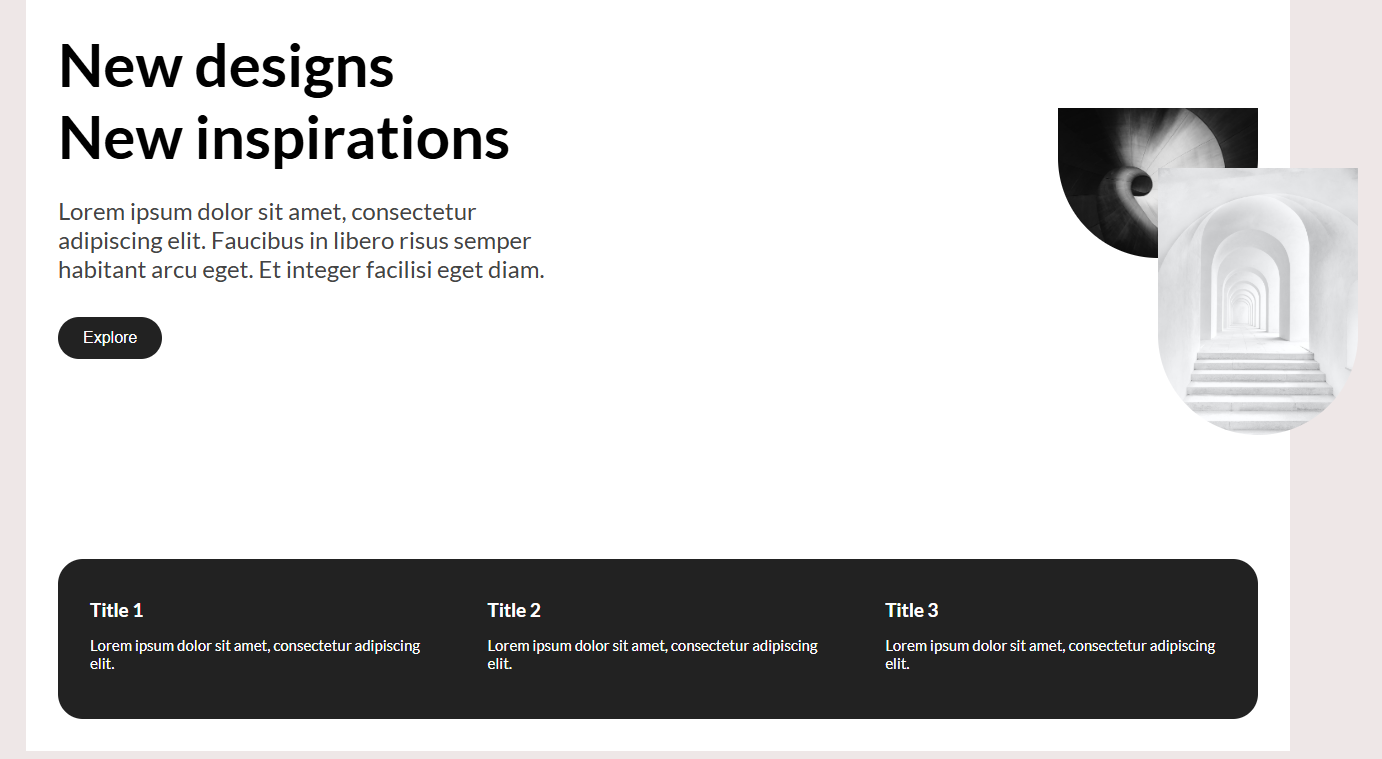 New designs
New inspirations
Lorem ipsum dolor sit amet, consectetur
adipiscing elit. Faucibus in libero risus semper
habitant arcu eget. Et integer facilisi eget diam.
Explore
Title 1
Lorem ipsum dolor sit amet, consectetur adipiscing
elit.
Title 2
Lorem ipsum dolor sit amet, consectetur adipiscing
elit.
Title 3
Lorem ipsum dolor sit amet, consectetur adipiscing
elit.